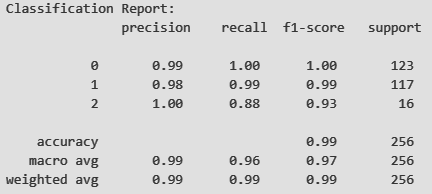 Classification Report:
precision recall f1-score support
0 0.99 1.00 1.00 123
1 0.98 0.99 0.99 117
2 1.00 0.88 0.93 16
accuracy 0.99 256
macro avg 0.99 0.96 0.97 256
weighted avg 0.99 0.99 0.99 256